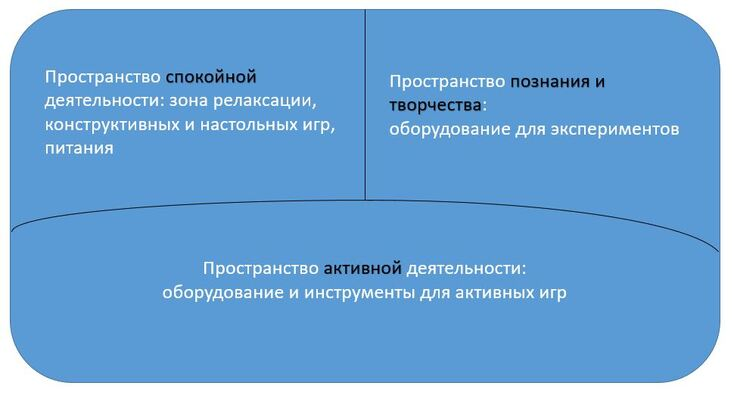 Пространство спокойной
деятельности: зона релаксации,
конструктивных и настольных игр,
питания
Пространство познания и
творчества:
оборудование для экспериментов
Пространство активной деятельности:
оборудование и инструменты для активных игр